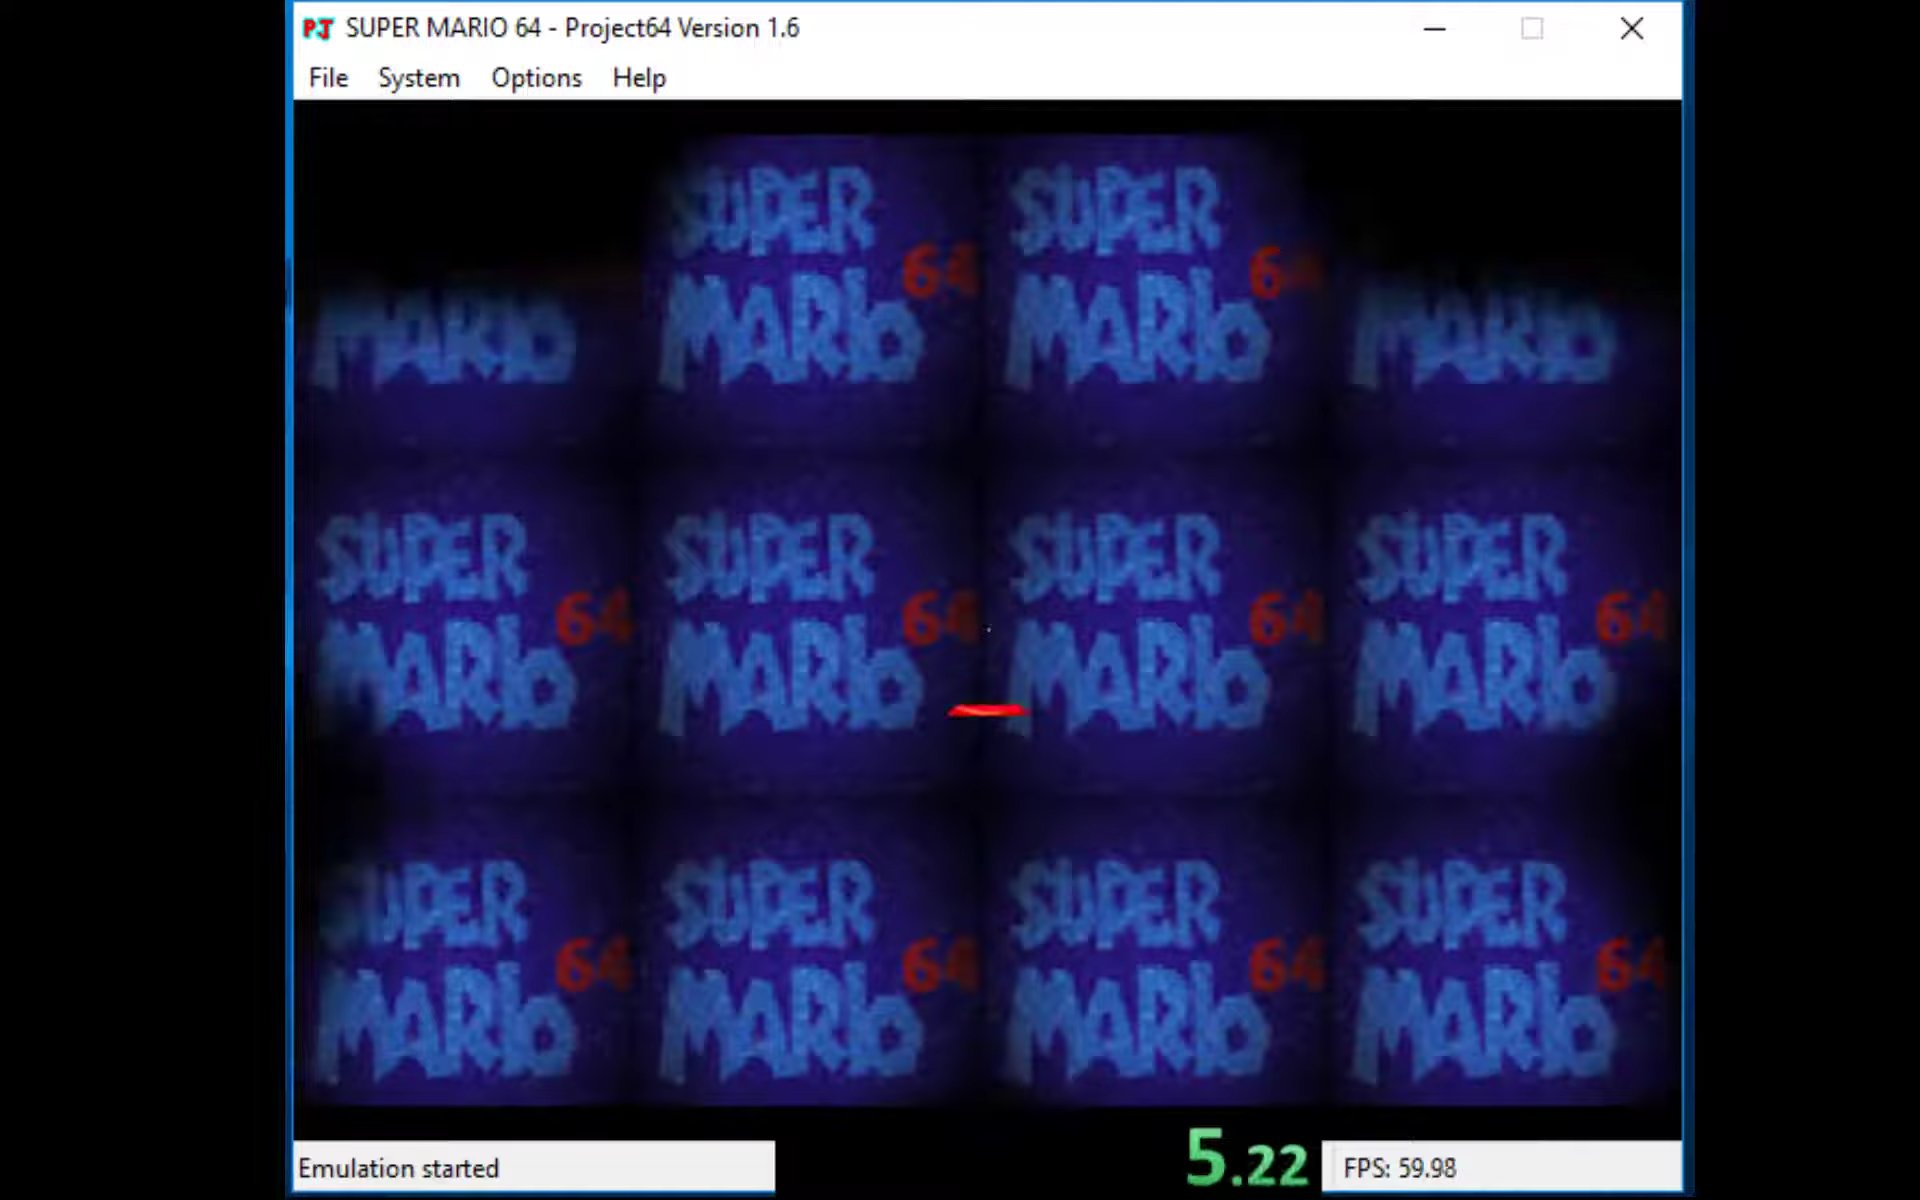 SUPER MARIO 64 - Project64 Version 1.6
File System Options Help
SUPER SUPER
64 64
MARIO MARIO MARIO MARIO
SUPER SUPER SUPER SUPER
64 64 64 64
MARIO MARIO MARIO MARIO
SUPER SUPER SUPER SUPER
64 64 64 64
MARIO MARIO MARIO MARIO
Emulation started 5.22 FPS: 59.98